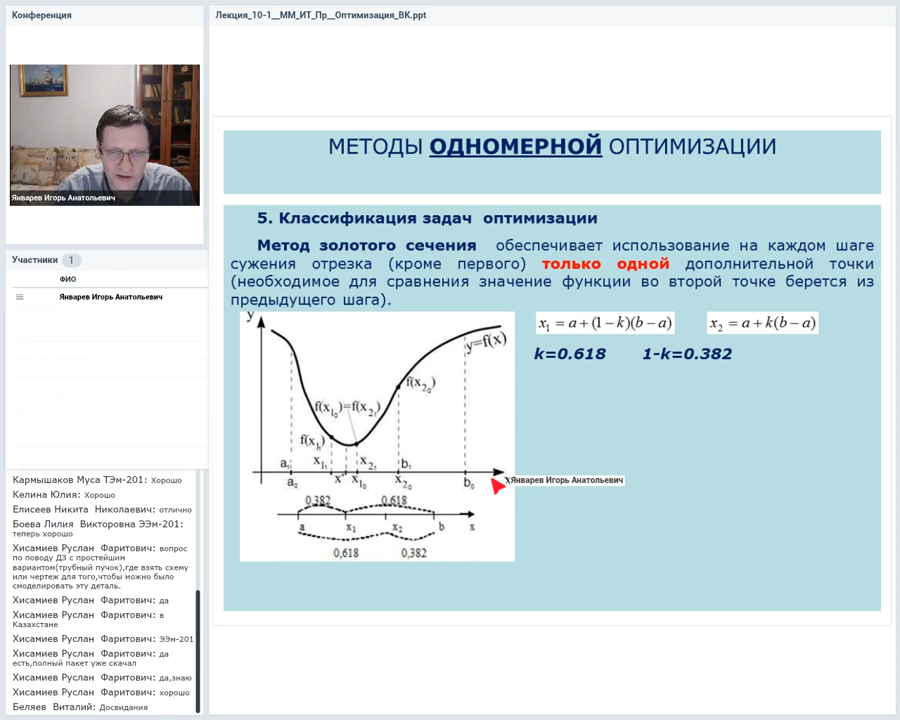 Конференция
Январев Игорь Анатольевич
Участники 1
ФИО
Январев Игорь Анатольевич
Кармышаков Муса ТЭм-201: Хорошо
Келина Юлия: Хорошо
Елисеев Никита Николаевич: отлично
Боева Лилия Викторовна ЭЭм-201:
теперь хорошо
Хисамиев Руслан Фаритович: вопрос
по поводу ДЗ с простейшим
вариантом(трубный пучок),где взять схему
или чертеж для того,чтобы можно было
смоделировать эту деталь.
Хисамиев Руслан Фаритович: да
Хисамиев Руслан Фаритович: в
Казахстане
Хисамиев Руслан Фаритович: ЭЭм-201
Хисамиев Руслан Фаритович: да
есть,полный пакет уже скачал
Хисамиев Руслан Фаритович: да,знаю
Хисамиев Руслан Фаритович: хорошо
Беляев Виталий: Досвидания
Лекция_10-1__ММ_ИТ_Пр__Оптимизация_ВК.ppt
МЕТОДЫ ОДНОМЕРНОЙ ОПТИМИЗАЦИИ
5. Классификация задач оптимизации
Метод золотого сечения обеспечивает использование на каждом шаге
сужения отрезка (кроме первого) только одной дополнительной точки
(необходимое для сравнения значение функции во второй точке берется из
предыдущего шага).
x₁ = a+(1−k)(b−a) x₂ = a+k(b−a)
k=0.618 1-k=0.382
y
y=f(x)
f(x₂₀)
f(x₁₀)=f(x₂₁)
f(x₁₁)
a₁ x₁₁ x₂₁ b₁
a₀ x* x₁₀ x₂₀ b₀ x
Январев Игорь Анатольевич
0,382 0,618
a x₁ x₂ b x
0,618 0,382